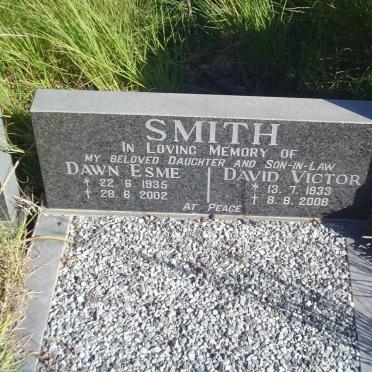 SMITH
IN LOVING MEMORY OF
MY BELOVED DAUGHTER AND SON-IN-LAW
DAWN ESME
* 22. 6. 1935
+ 28. 6. 2002
DAVID VICTOR
* 13. 7. 1933
+ 8. 8. 2008
AT PEACE